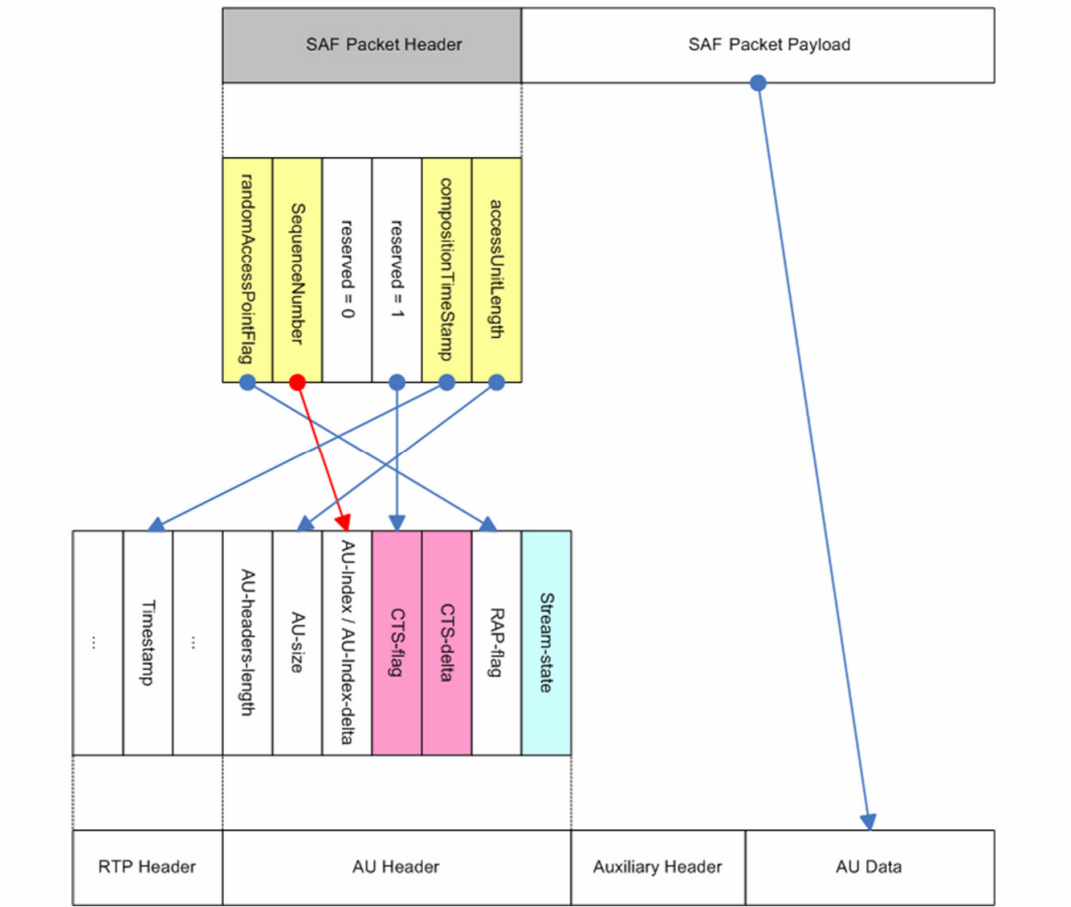 SAF Packet Header
SAF Packet Payload
randomAccessPointFlag
SequenceNumber
reserved = 0
reserved = 1
compositionTimeStamp
accessUnitLength
...
Timestamp
...
AU-headers-length
AU-size
AU-Index / AU-Index-delta
CTS-flag
CTS-delta
RAP-flag
Stream-state
RTP Header
AU Header
Auxiliary Header
AU Data